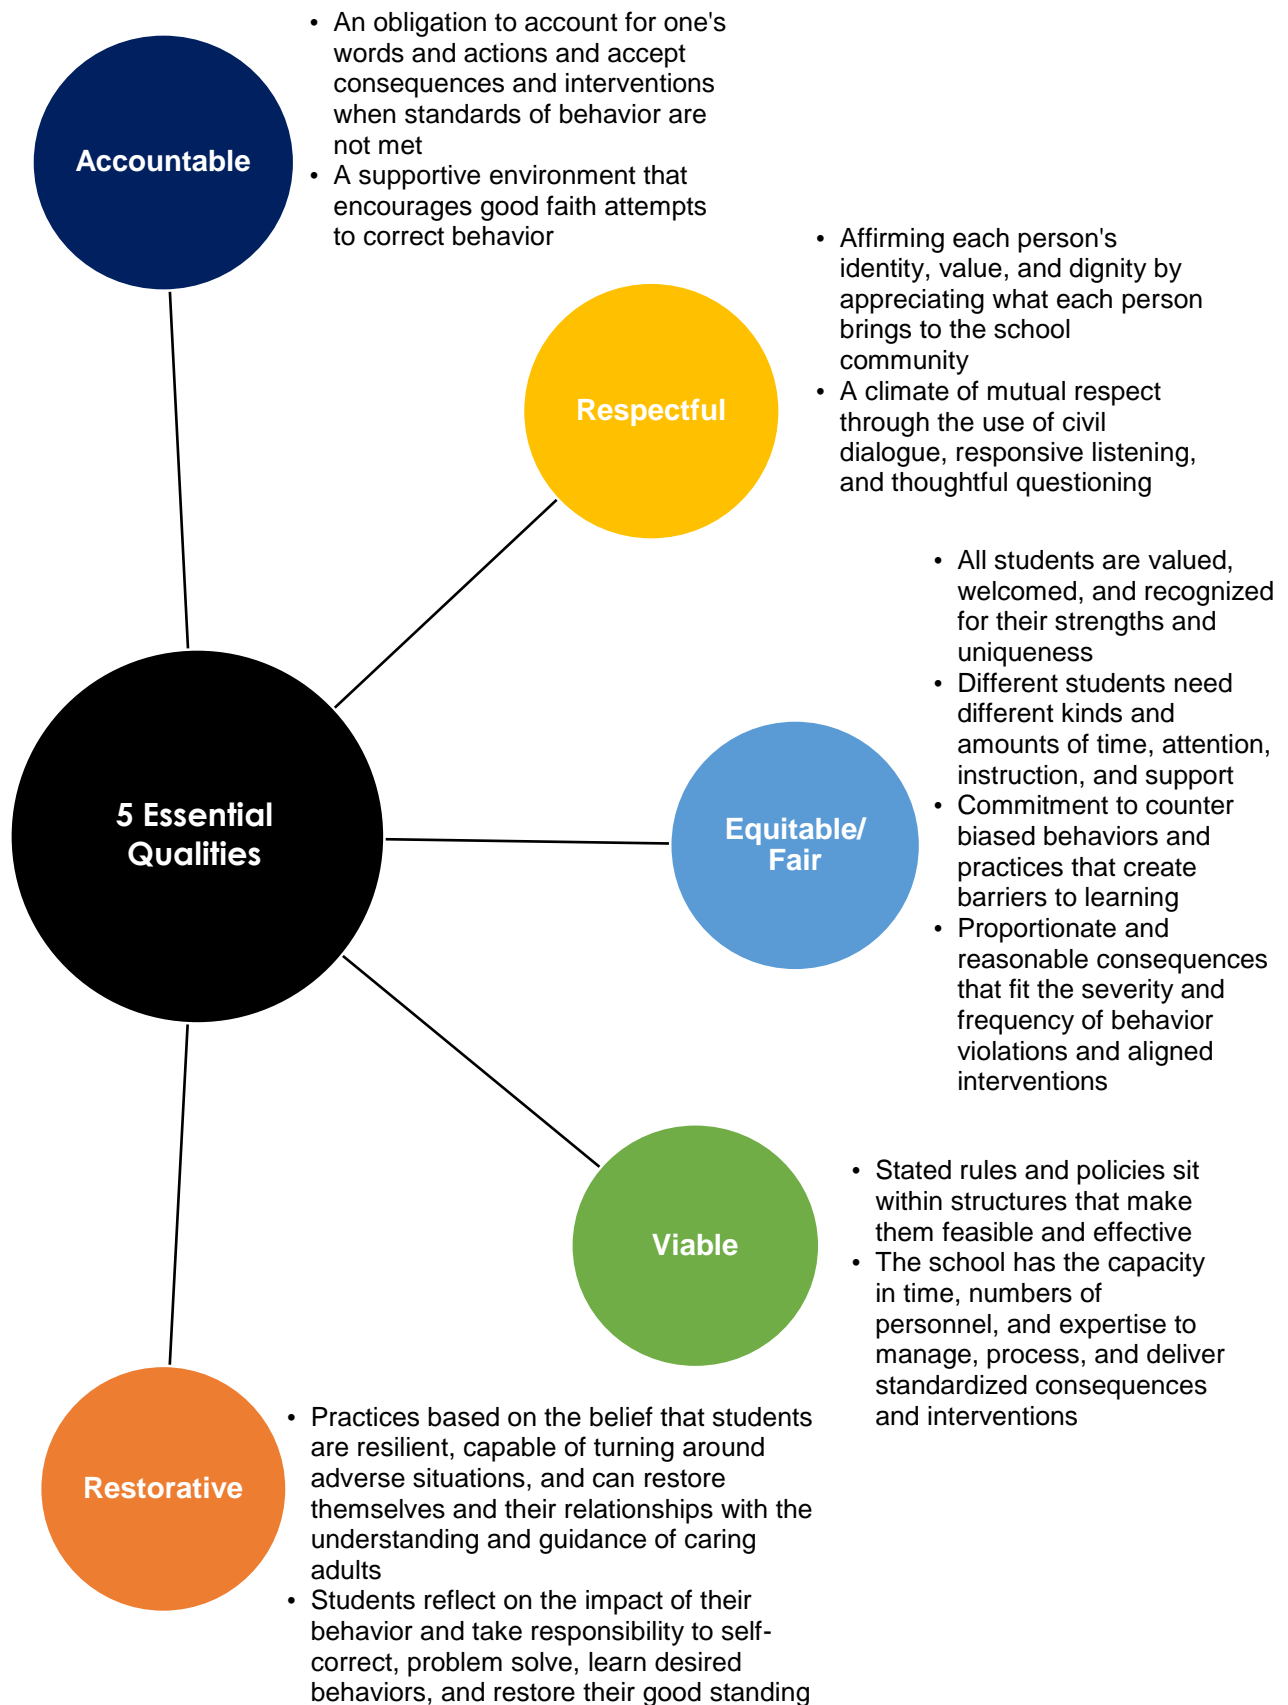 Accountable
• An obligation to account for one's
words and actions and accept
consequences and interventions
when standards of behavior are
not met
• A supportive environment that
encourages good faith attempts
to correct behavior
Respectful
• Affirming each person's
identity, value, and dignity by
appreciating what each person
brings to the school
community
• A climate of mutual respect
through the use of civil
dialogue, responsive listening,
and thoughtful questioning
5 Essential
Qualities
Equitable/
Fair
• All students are valued,
welcomed, and recognized
for their strengths and
uniqueness
• Different students need
different kinds and
amounts of time, attention,
instruction, and support
• Commitment to counter
biased behaviors and
practices that create
barriers to learning
• Proportionate and
reasonable consequences
that fit the severity and
frequency of behavior
violations and aligned
interventions
Viable
• Stated rules and policies sit
within structures that make
them feasible and effective
• The school has the capacity
in time, numbers of
personnel, and expertise to
manage, process, and deliver
standardized consequences
and interventions
Restorative
• Practices based on the belief that students
are resilient, capable of turning around
adverse situations, and can restore
themselves and their relationships with the
understanding and guidance of caring
adults
• Students reflect on the impact of their
behavior and take responsibility to self-
correct, problem solve, learn desired
behaviors, and restore their good standing